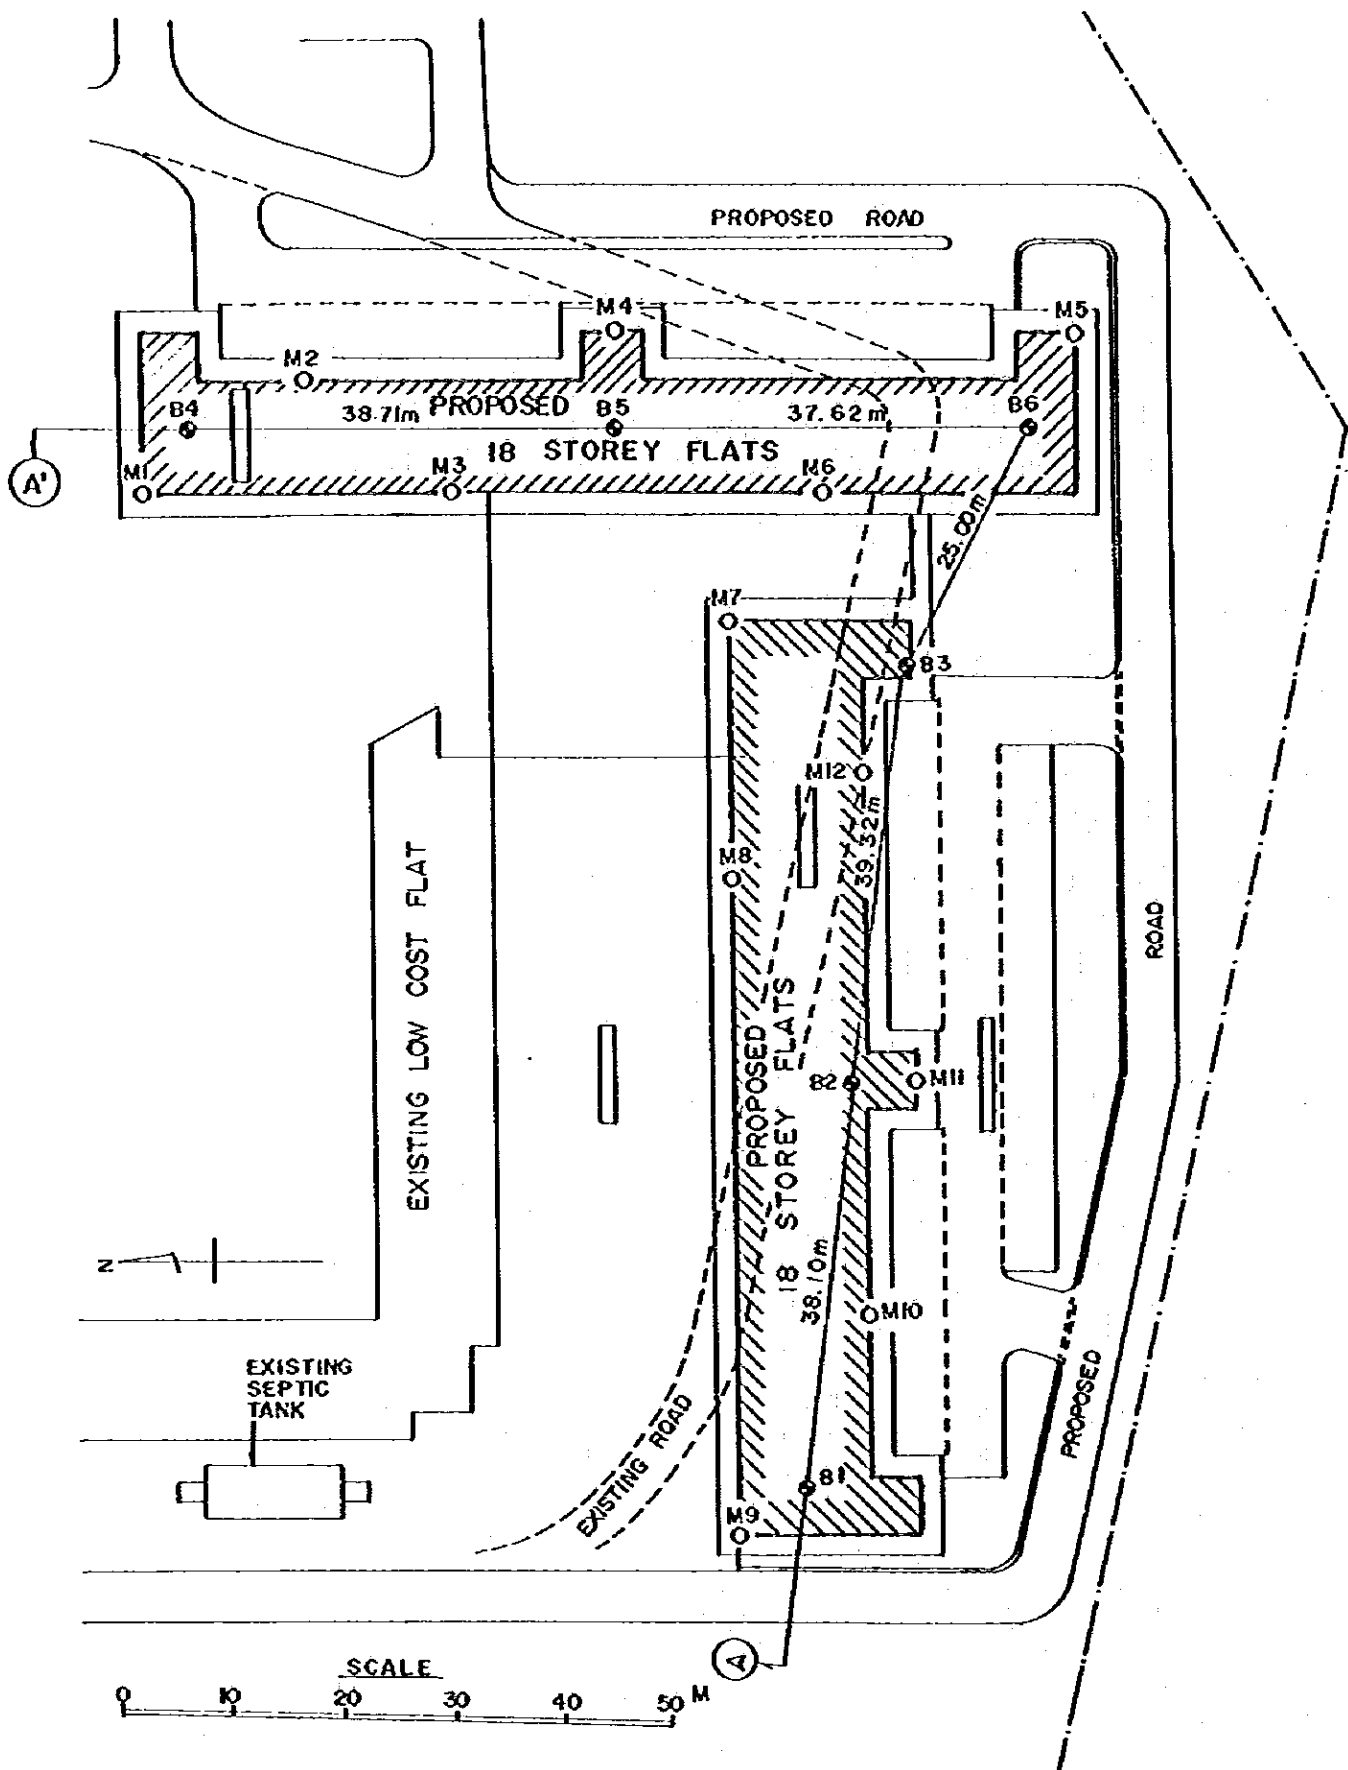 PROPOSED ROAD
M4
M5
M2
B4
38.71m
PROPOSED
B5
37.62m
B6
18 STOREY FLATS
A'
M1
M3
M6
25.00m
M7
B3
M12
39.32m
M8
EXISTING LOW COST FLAT
PROPOSED
18 STOREY FLATS
ROAD
B2
M11
N
38.10m
M10
EXISTING
SEPTIC
TANK
EXISTING ROAD
PROPOSED
B1
M9
A
SCALE
0 10 20 30 40 50 M